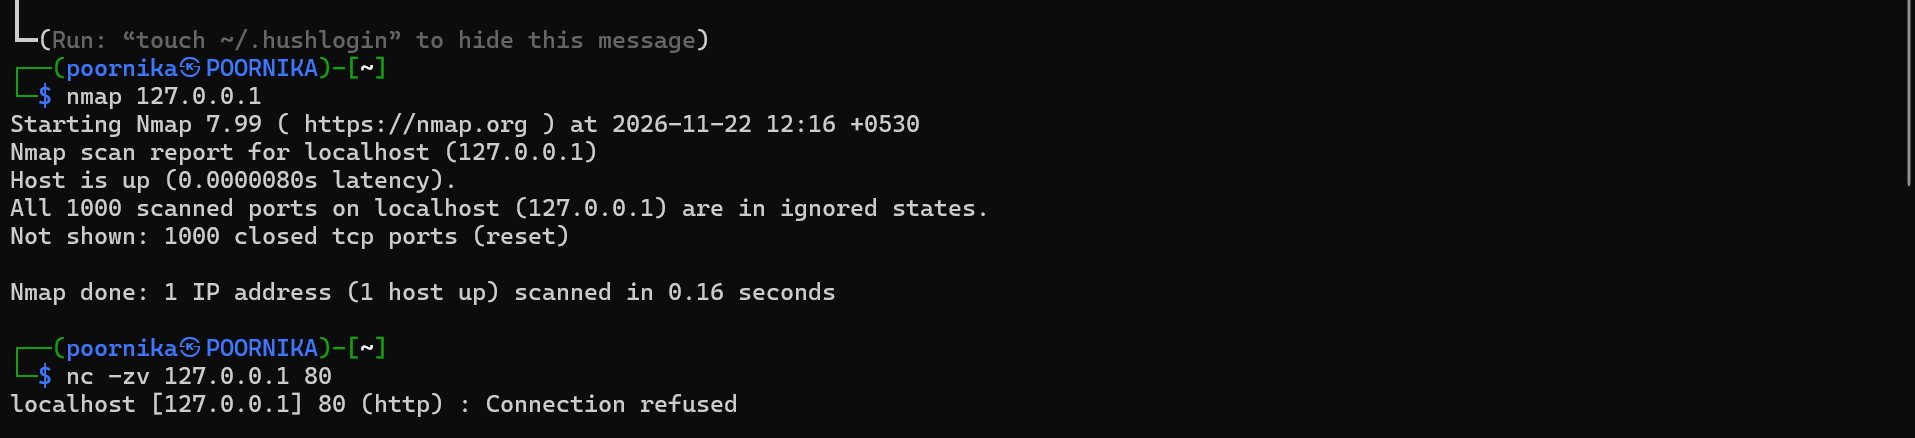 └─(Run: “touch ~/.hushlogin” to hide this message)
┌──(poornika㉿POORNIKA)-[~]
└─$ nmap 127.0.0.1
Starting Nmap 7.99 ( https://nmap.org ) at 2026-11-22 12:16 +0530
Nmap scan report for localhost (127.0.0.1)
Host is up (0.0000080s latency).
All 1000 scanned ports on localhost (127.0.0.1) are in ignored states.
Not shown: 1000 closed tcp ports (reset)
Nmap done: 1 IP address (1 host up) scanned in 0.16 seconds
┌──(poornika㉿POORNIKA)-[~]
└─$ nc -zv 127.0.0.1 80
localhost [127.0.0.1] 80 (http) : Connection refused